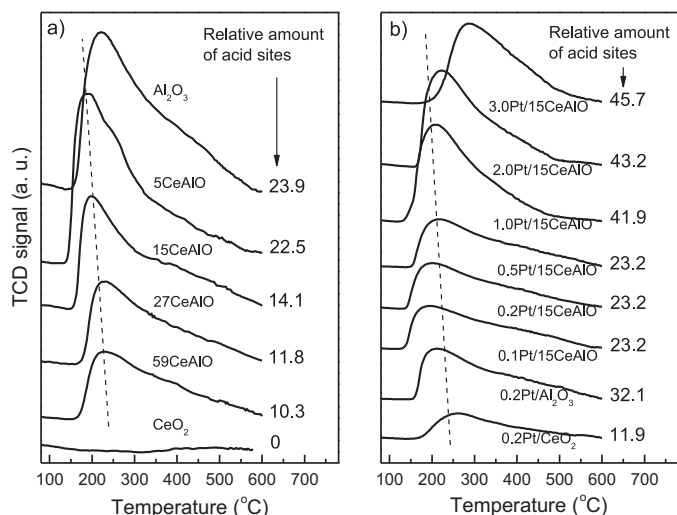 a)
Relative amount
of acid sites
Al2O3
23.9
5CeAlO
22.5
15CeAlO
14.1
27CeAlO
11.8
59CeAlO
10.3
CeO2
0
TCD signal (a. u.)
100 200 300 400 500 600 700
Temperature (°C)
b)
Relative amount
of acid sites
3.0Pt/15CeAlO
45.7
2.0Pt/15CeAlO
43.2
1.0Pt/15CeAlO
41.9
0.5Pt/15CeAlO
23.2
0.2Pt/15CeAlO
23.2
0.1Pt/15CeAlO
23.2
0.2Pt/Al2O3
32.1
0.2Pt/CeO2
11.9
100 200 300 400 500 600 700
Temperature (°C)